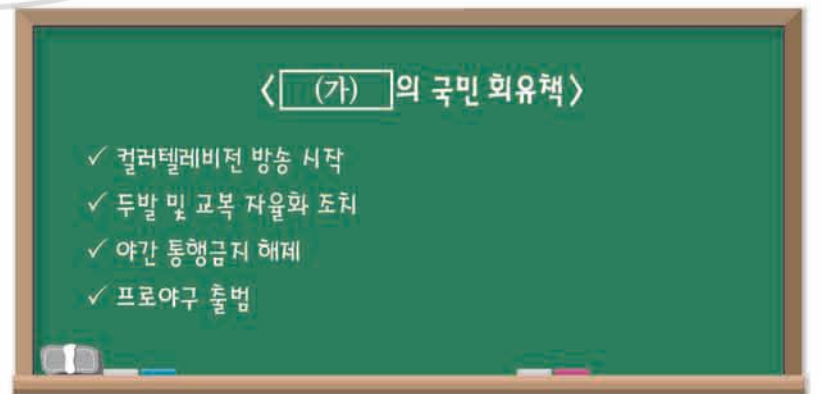 < (가) 의 국민 회유책>
✓ 컬러텔레비전 방송 시작
✓ 두발 및 교복 자율화 조치
✓ 야간 통행금지 해제
✓ 프로야구 출범